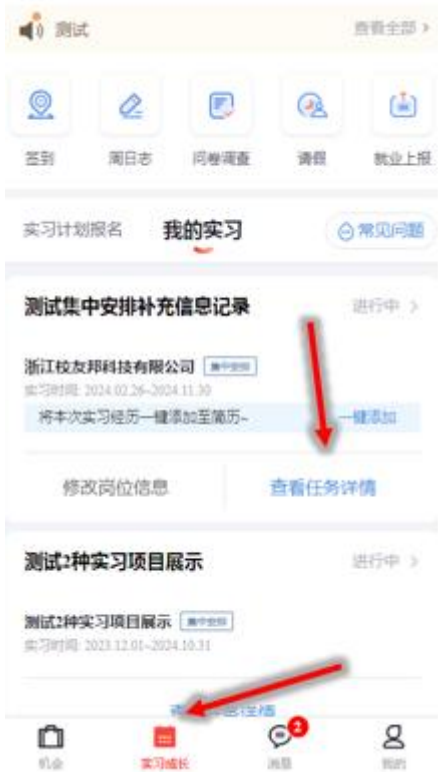 测试 查看全部 >
签到 周日志 问卷调查 请假 就业上报
实习计划报名 我的实习 常见问题
测试集中安排补充信息记录 进行中 >
浙江校友邦科技有限公司 集中安排
实习时间: 2024.02.26-2024.11.30
将本次实习经历一键添加至简历~ 一键添加
修改岗位信息 查看任务详情
测试2种实习项目展示 进行中 >
测试2种实习项目展示 集中安排
实习时间: 2023.12.01-2024.10.31
详情
2
机会 实习成长 消息 我的